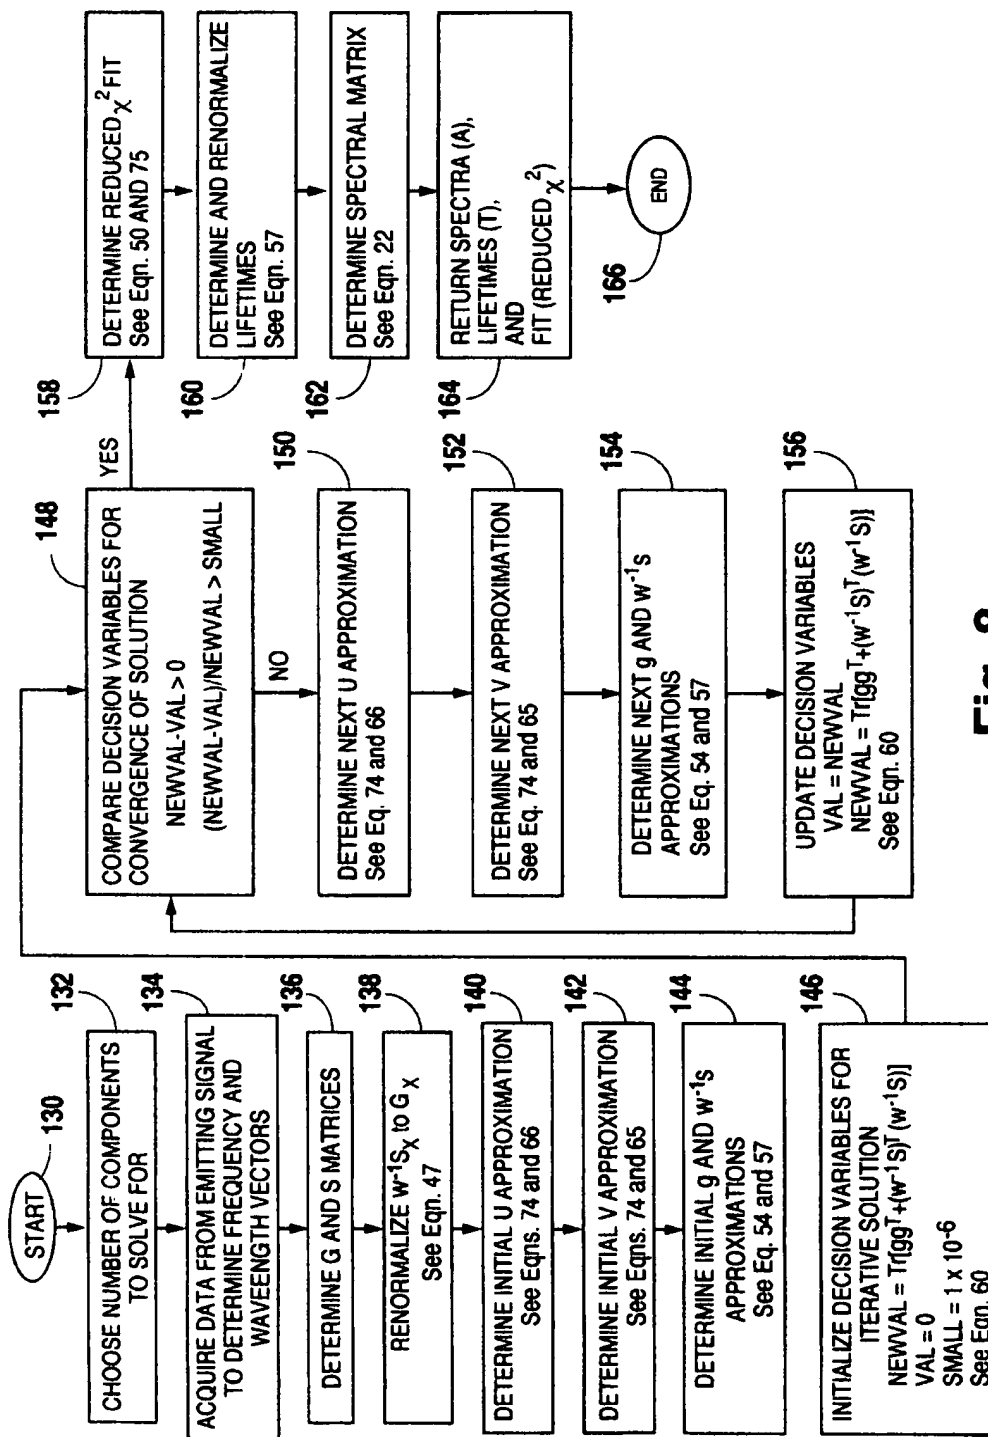 START
130
CHOOSE NUMBER OF COMPONENTS
TO SOLVE FOR
132
ACQUIRE DATA FROM EMITTING SIGNAL
TO DETERMINE FREQUENCY AND
WAVELENGTH VECTORS
134
DETERMINE G AND S MATRICES
136
RENORMALIZE w⁻¹Sₓ to Gₓ
See Eqn. 47
138
DETERMINE INITIAL U APPROXIMATION
See Eqns. 74 and 66
140
DETERMINE INITIAL V APPROXIMATION
See Eqns. 74 and 65
142
DETERMINE INITIAL g AND w⁻¹s
APPROXIMATIONS
See Eq. 54 and 57
144
INITIALIZE DECISION VARIABLES FOR
ITERATIVE SOLUTION
NEWVAL = Tr[ggᵀ+(w⁻¹S)ᵀ(w⁻¹S)]
VAL = 0
SMALL = 1 x 10⁻⁶
See Eqn. 60
146
148
COMPARE DECISION VARIABLES FOR
CONVERGENCE OF SOLUTION
NEWVAL-VAL > 0
(NEWVAL-VAL)/NEWVAL > SMALL
YES
NO
DETERMINE NEXT U APPROXIMATION
See Eq. 74 and 66
150
DETERMINE NEXT V APPROXIMATION
See Eq. 74 and 65
152
DETERMINE NEXT g AND w⁻¹s
APPROXIMATIONS
See Eq. 54 and 57
154
UPDATE DECISION VARIABLES
VAL = NEWVAL
NEWVAL = Tr[ggᵀ+(w⁻¹S)ᵀ(w⁻¹S)]
See Eqn. 60
156
DETERMINE REDUCED χ² FIT
See Eqn. 50 AND 75
158
DETERMINE AND RENORMALIZE
LIFETIMES
See Eqn. 57
160
DETERMINE SPECTRAL MATRIX
See Eqn. 22
162
RETURN SPECTRA (A),
LIFETIMES (T),
AND
FIT (REDUCED χ²)
164
END
166